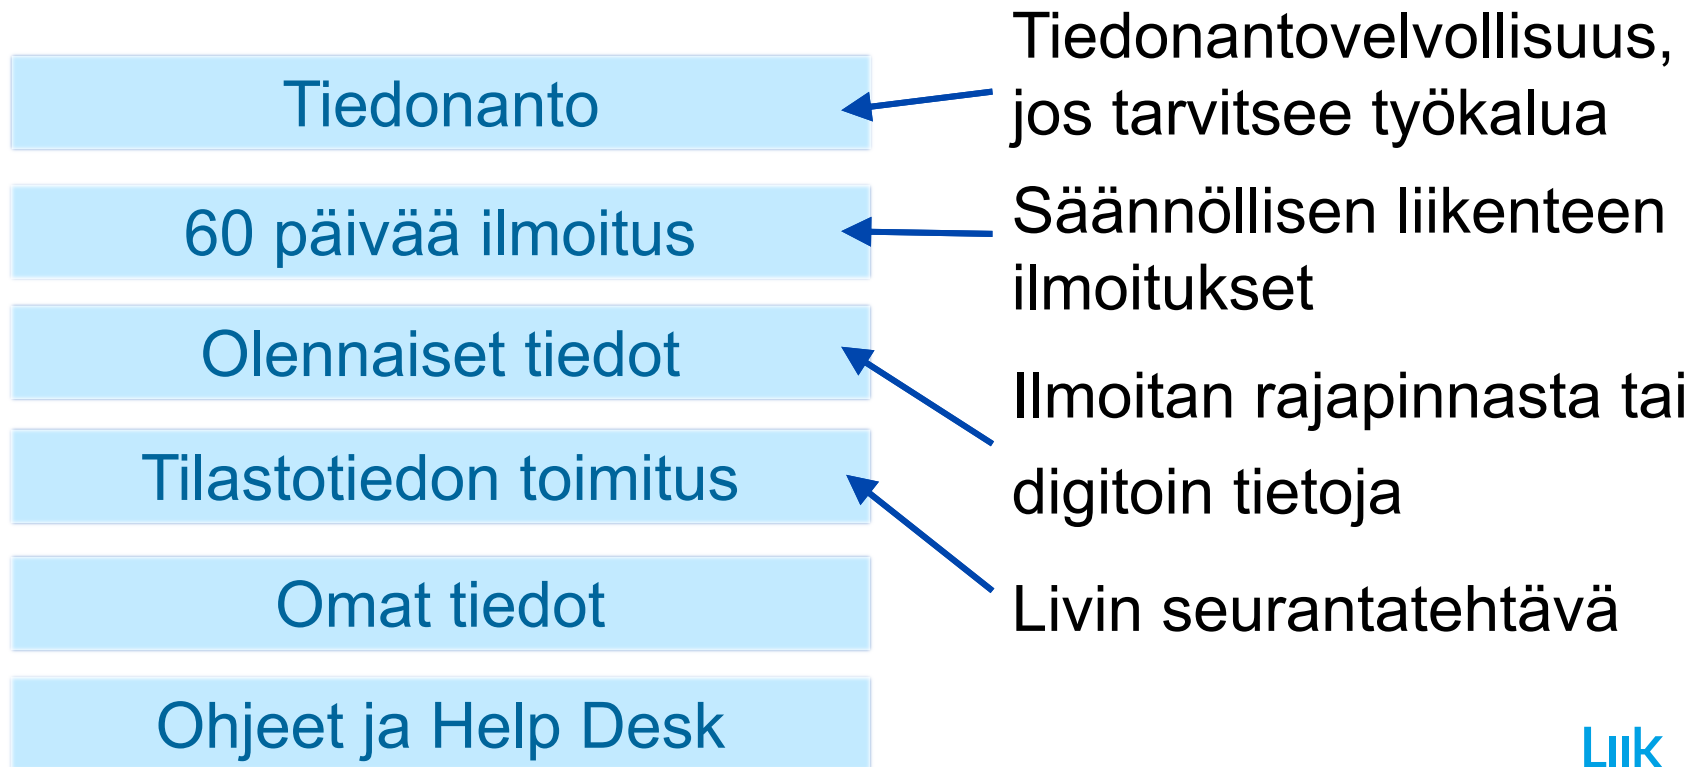 Tiedonanto
60 päivää ilmoitus
Olennaiset tiedot
Tilastotiedon toimitus
Omat tiedot
Ohjeet ja Help Desk
Tiedonantovelvollisuus,
jos tarvitsee työkalua
Säännöllisen liikenteen
ilmoitukset
Ilmoitan rajapinnasta tai
digitoin tietoja
Livin seurantatehtävä
Liik